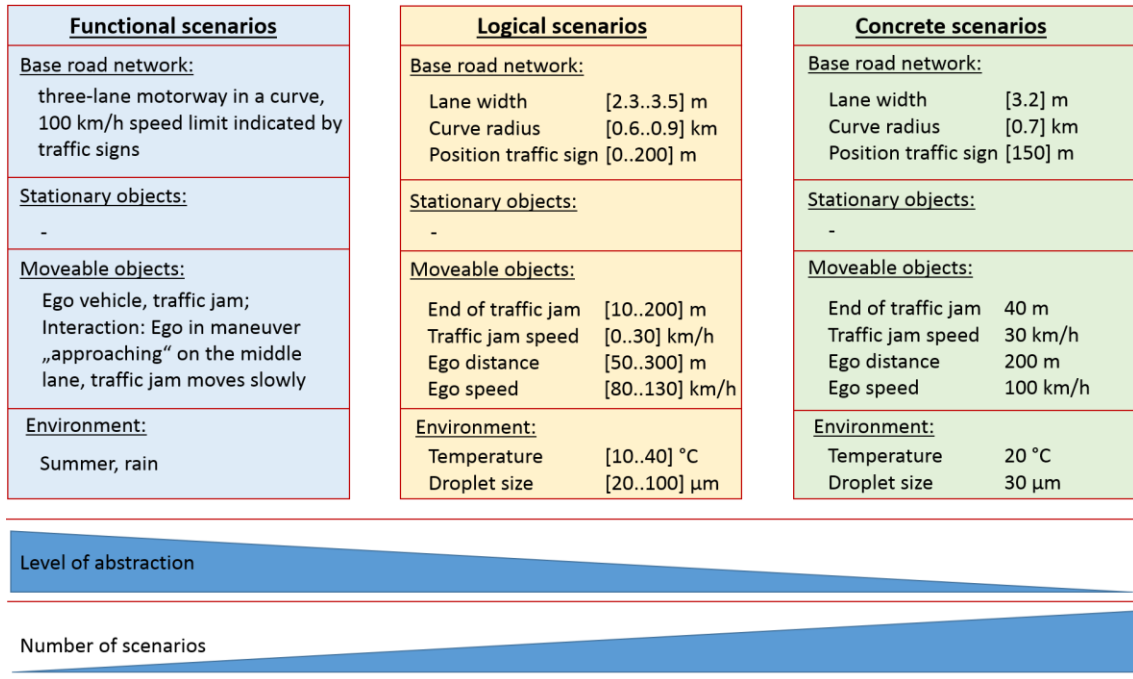 Functional scenarios
Base road network:
three-lane motorway in a curve,
100 km/h speed limit indicated by
traffic signs
Stationary objects:
-
Moveable objects:
Ego vehicle, traffic jam;
Interaction: Ego in maneuver
„approaching“ on the middle
lane, traffic jam moves slowly
Environment:
Summer, rain
Logical scenarios
Base road network:
Lane width [2.3..3.5] m
Curve radius [0.6..0.9] km
Position traffic sign [0..200] m
Stationary objects:
-
Moveable objects:
End of traffic jam [10..200] m
Traffic jam speed [0..30] km/h
Ego distance [50..300] m
Ego speed [80..130] km/h
Environment:
Temperature [10..40] °C
Droplet size [20..100] µm
Concrete scenarios
Base road network:
Lane width [3.2] m
Curve radius [0.7] km
Position traffic sign [150] m
Stationary objects:
-
Moveable objects:
End of traffic jam 40 m
Traffic jam speed 30 km/h
Ego distance 200 m
Ego speed 100 km/h
Environment:
Temperature 20 °C
Droplet size 30 µm
Level of abstraction
Number of scenarios